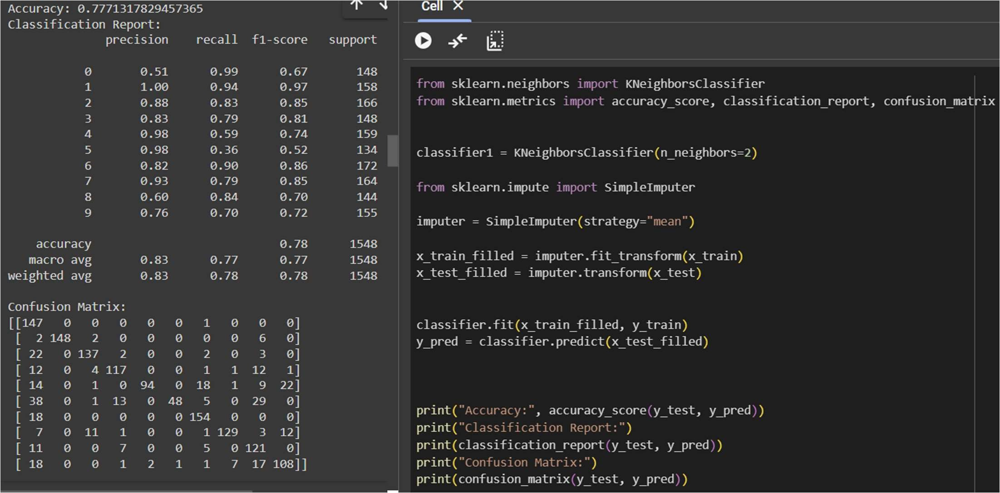 Accuracy: 0.7771317829457365
Classification Report:
precision recall f1-score support
0 0.51 0.99 0.67 148
1 1.00 0.94 0.97 158
2 0.88 0.83 0.85 166
3 0.83 0.79 0.81 148
4 0.98 0.59 0.74 159
5 0.98 0.36 0.52 134
6 0.82 0.90 0.86 172
7 0.93 0.79 0.85 164
8 0.60 0.84 0.70 144
9 0.76 0.70 0.72 155
accuracy 0.78 1548
macro avg 0.83 0.77 0.77 1548
weighted avg 0.83 0.78 0.78 1548
Confusion Matrix:
[[147 0 0 0 0 0 1 0 0 0]
[ 2 148 2 0 0 0 0 0 6 0]
[ 22 0 137 2 0 0 2 0 3 0]
[ 12 0 4 117 0 0 1 1 12 1]
[ 14 0 1 0 94 0 18 1 9 22]
[ 38 0 1 13 0 48 5 0 29 0]
[ 18 0 0 0 0 0 154 0 0 0]
[ 7 0 11 1 0 0 1 129 3 12]
[ 11 0 0 7 0 0 5 0 121 0]
[ 18 0 0 1 2 1 1 7 17 108]]
Cell
from sklearn.neighbors import KNeighborsClassifier
from sklearn.metrics import accuracy_score, classification_report, confusion_matrix
classifier1 = KNeighborsClassifier(n_neighbors=2)
from sklearn.impute import SimpleImputer
imputer = SimpleImputer(strategy="mean")
x_train_filled = imputer.fit_transform(x_train)
x_test_filled = imputer.transform(x_test)
classifier.fit(x_train_filled, y_train)
y_pred = classifier.predict(x_test_filled)
print("Accuracy:", accuracy_score(y_test, y_pred))
print("Classification Report:")
print(classification_report(y_test, y_pred))
print("Confusion Matrix:")
print(confusion_matrix(y_test, y_pred))